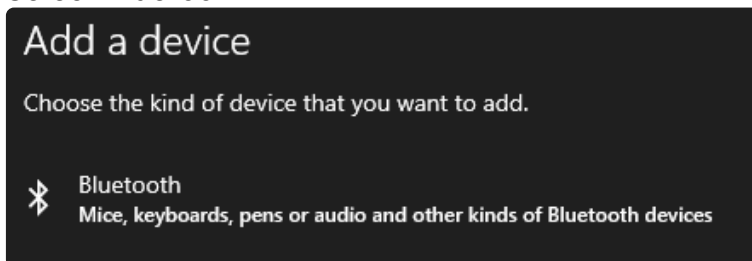 Add a device
Choose the kind of device that you want to add.
Bluetooth
Mice, keyboards, pens or audio and other kinds of Bluetooth devices